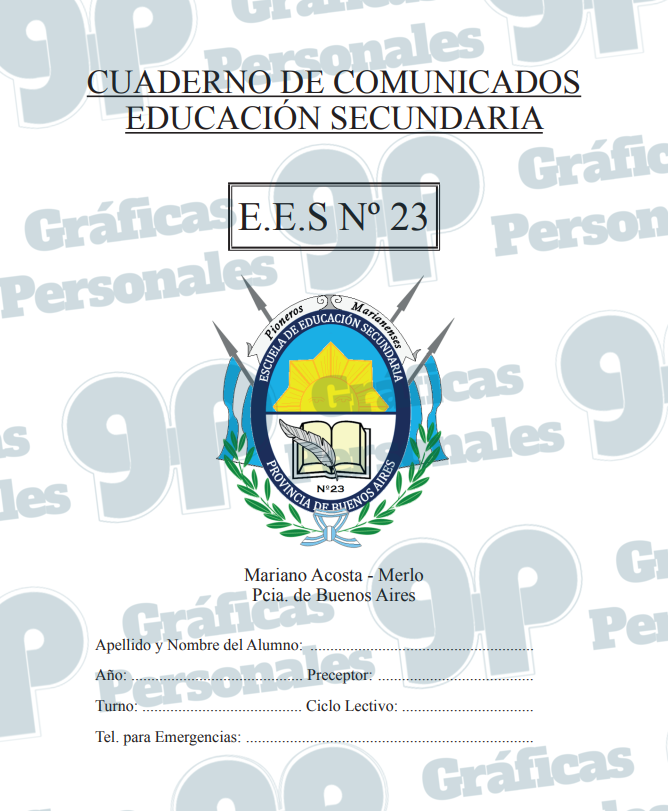 CUADERNO DE COMUNICADOS
EDUCACIÓN SECUNDARIA
E.E.S Nº 23
Pioneros Marianenses
ESCUELA DE EDUCACIÓN SECUNDARIA
Nº23
PROVINCIA DE BUENOS AIRES
Mariano Acosta - Merlo
Pcia. de Buenos Aires
Apellido y Nombre del Alumno: ........................................................
Año: ........................................... Preceptor: .......................................
Turno: ........................................ Ciclo Lectivo: .................................
Tel. para Emergencias: ........................................................................
gp Gráficas
Personales